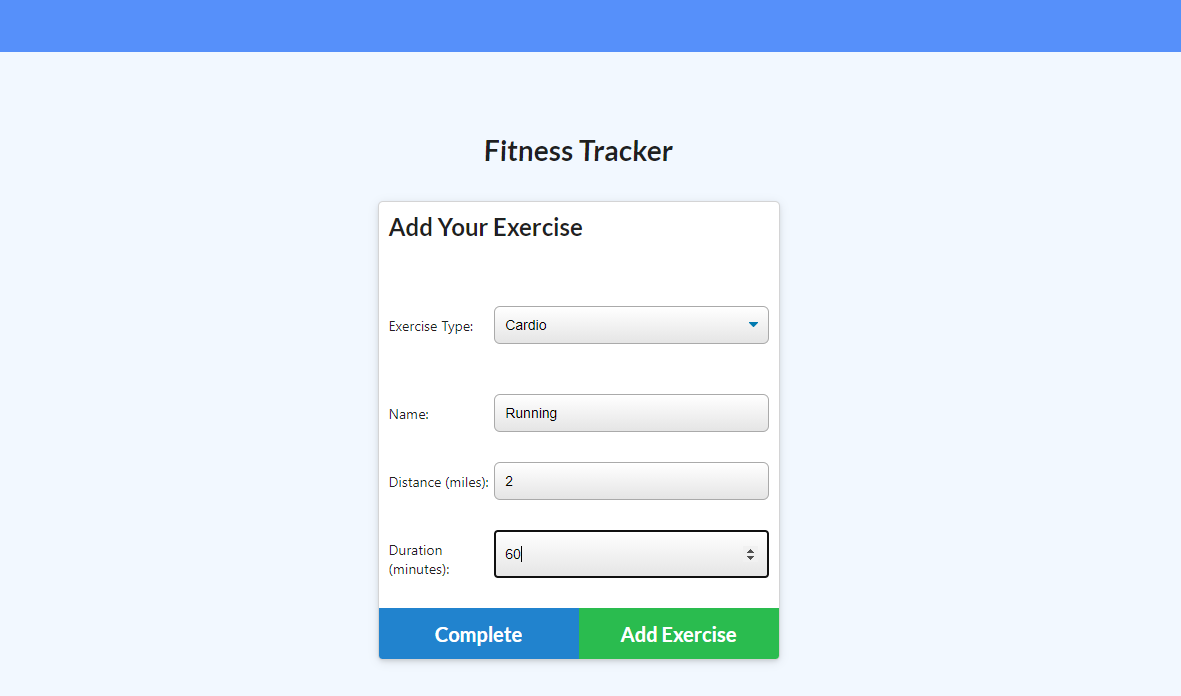 Fitness Tracker
Add Your Exercise
Exercise Type: Cardio
Name: Running
Distance (miles): 2
Duration
(minutes): 60
Complete Add Exercise